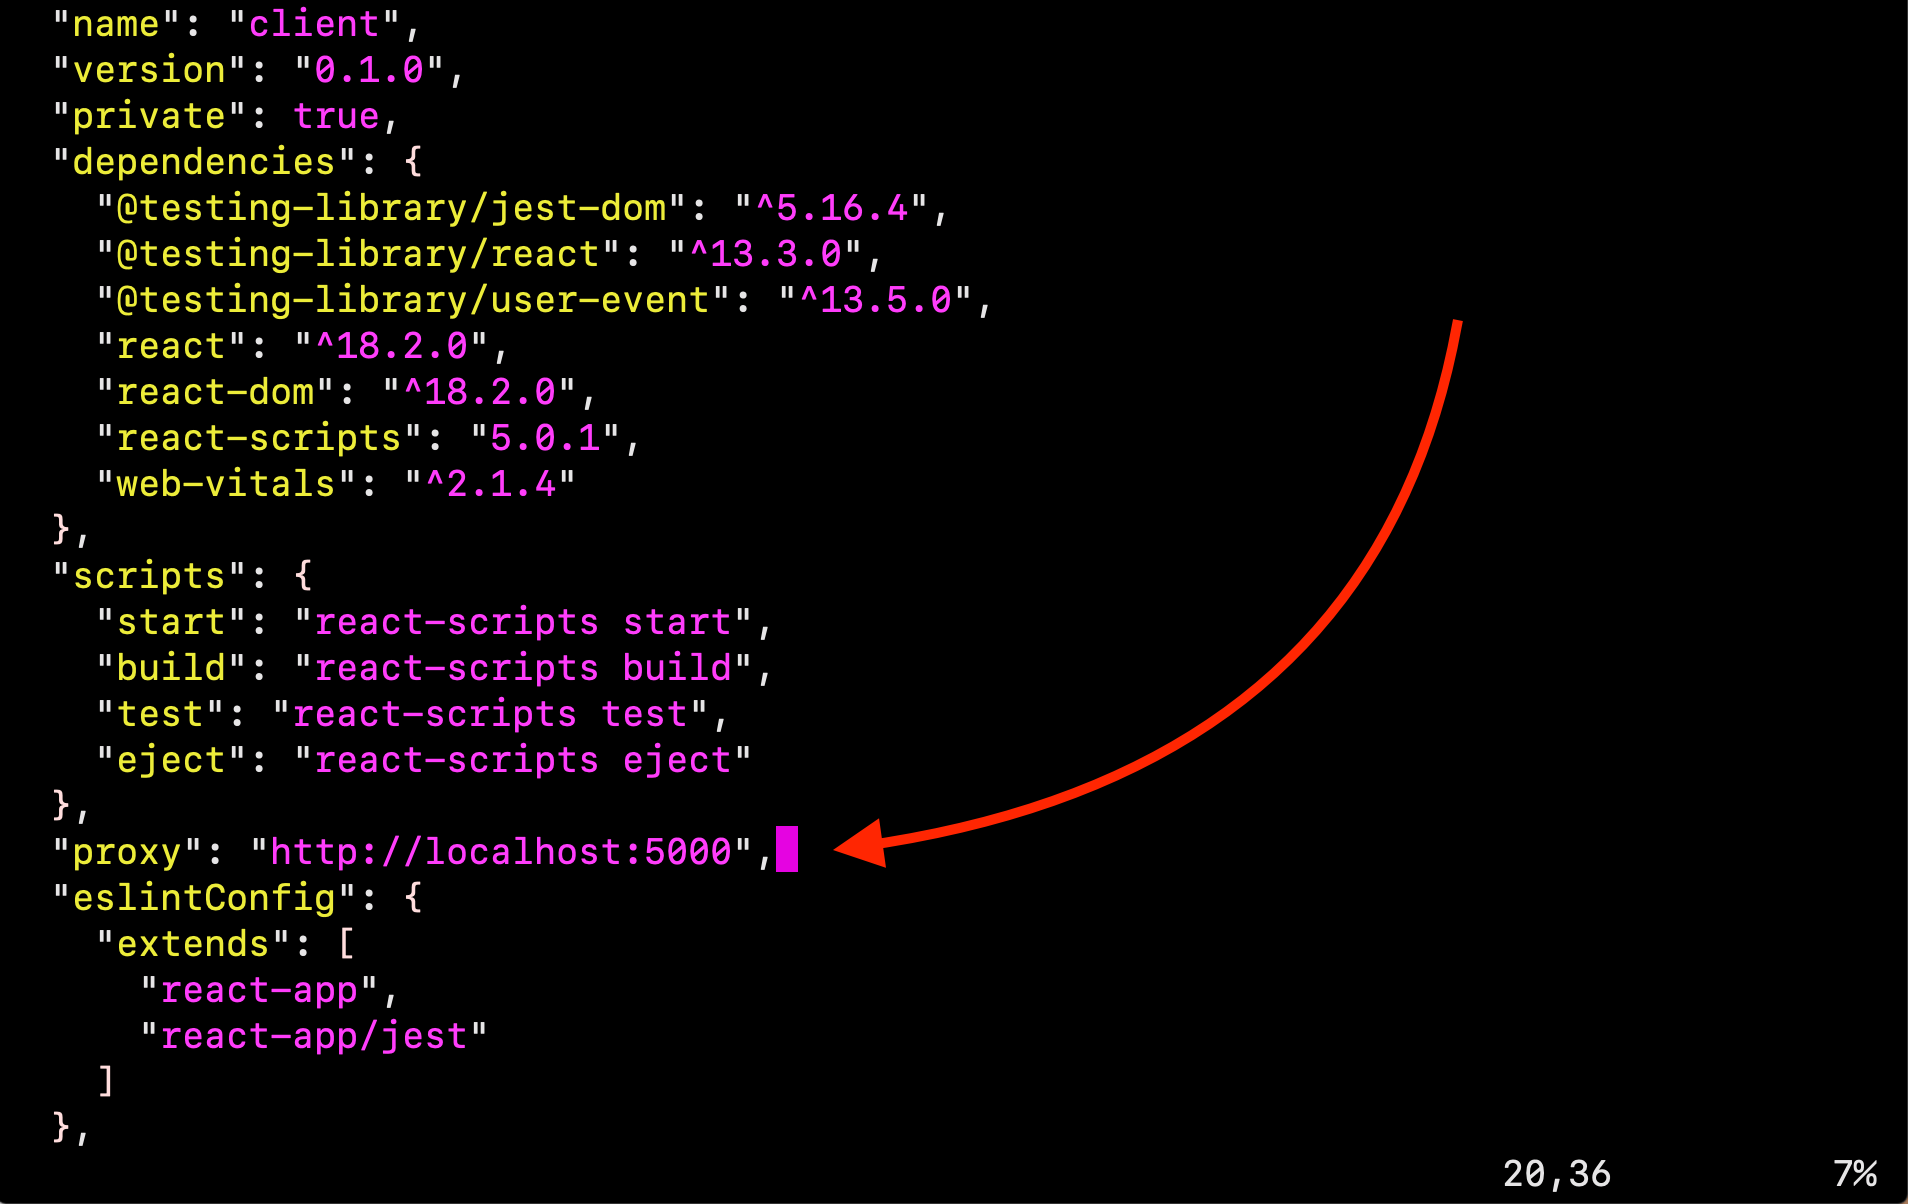 "name": "client",
"version": "0.1.0",
"private": true,
"dependencies": {
"@testing-library/jest-dom": "^5.16.4",
"@testing-library/react": "^13.3.0",
"@testing-library/user-event": "^13.5.0",
"react": "^18.2.0",
"react-dom": "^18.2.0",
"react-scripts": "5.0.1",
"web-vitals": "^2.1.4"
},
"scripts": {
"start": "react-scripts start",
"build": "react-scripts build",
"test": "react-scripts test",
"eject": "react-scripts eject"
},
"proxy": "http://localhost:5000",
"eslintConfig": {
"extends": [
"react-app",
"react-app/jest"
]
},
20,36 7%